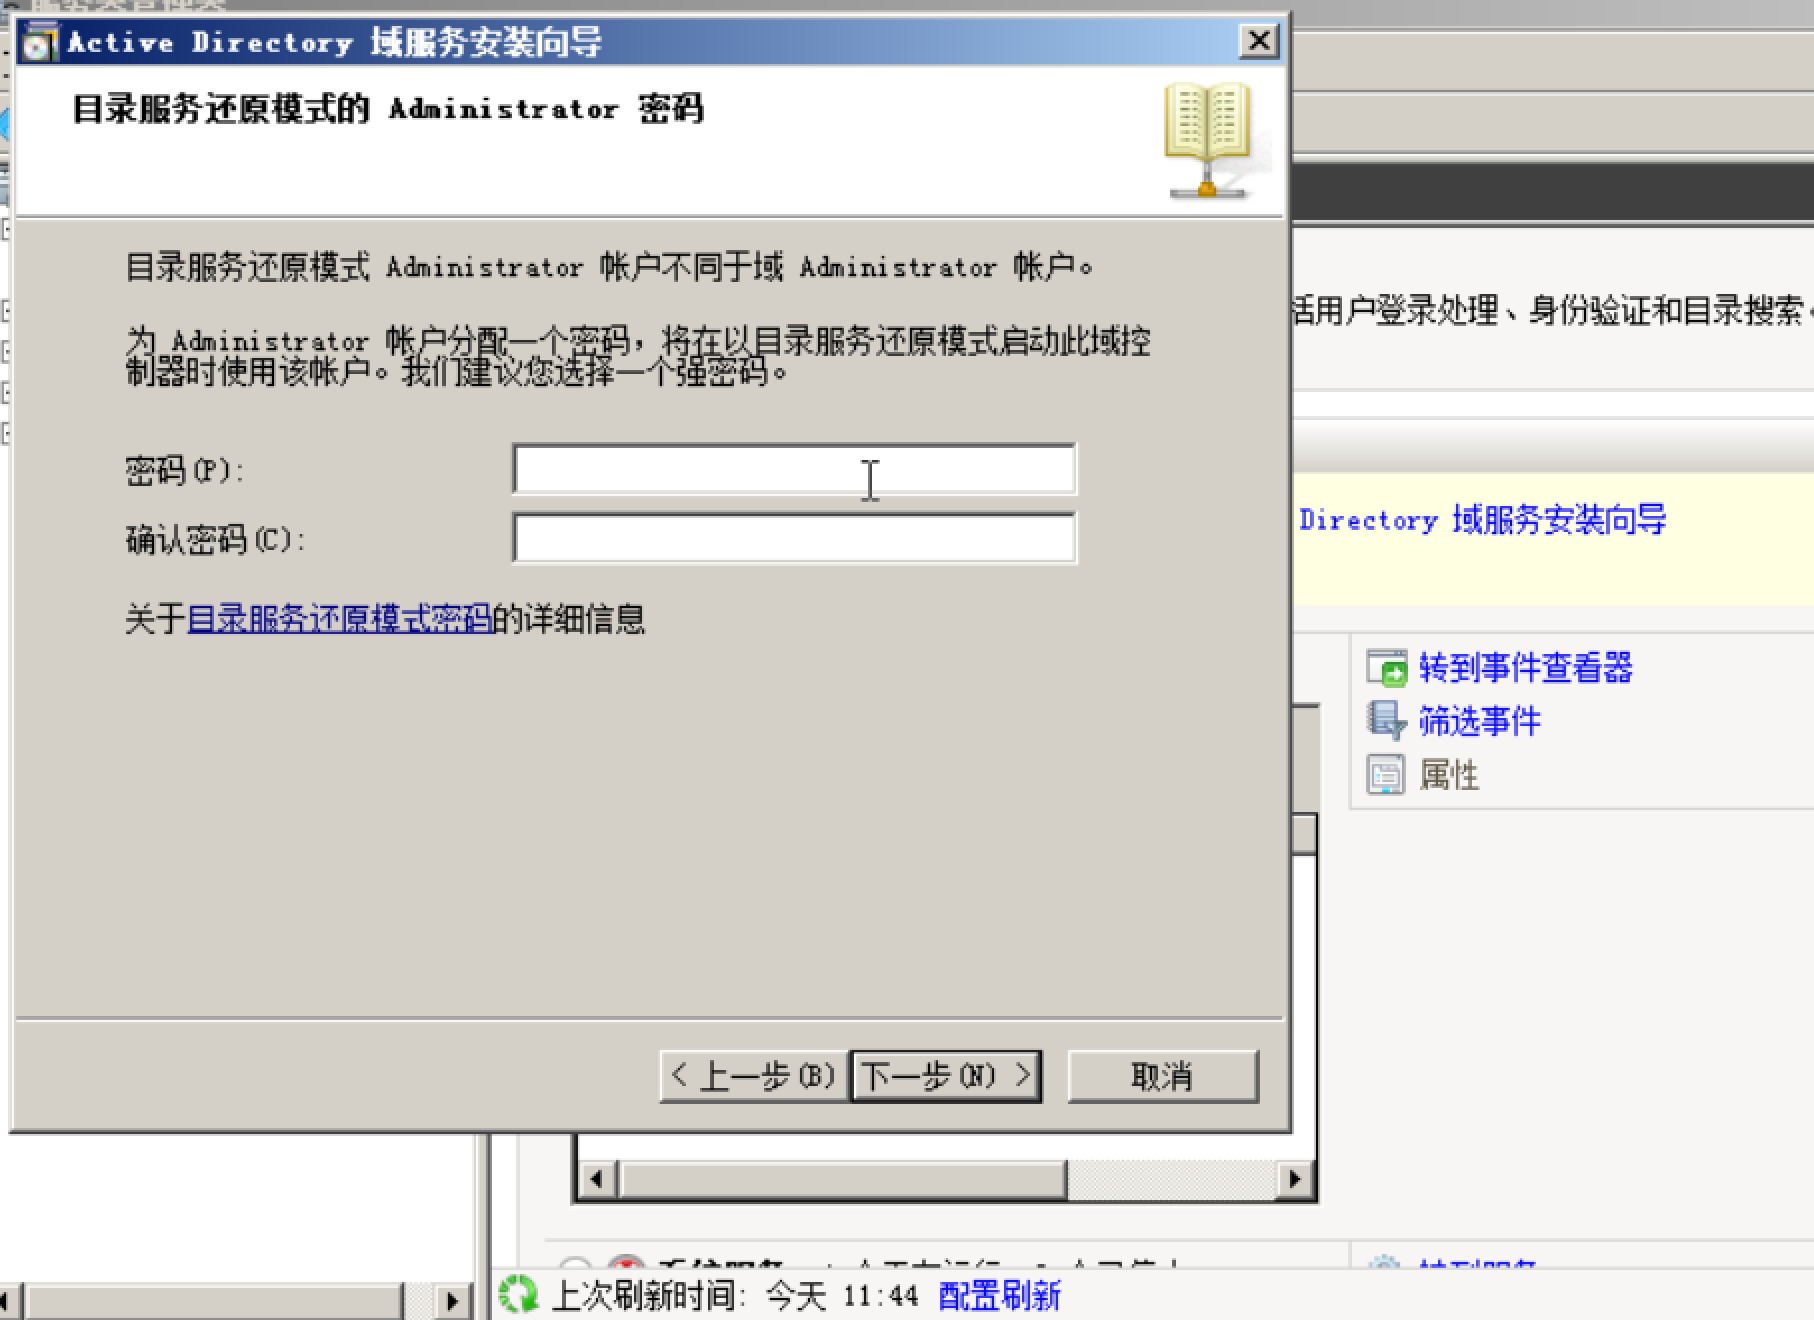 Active Directory 域服务安装向导
目录服务还原模式的 Administrator 密码
目录服务还原模式 Administrator 帐户不同于域 Administrator 帐户。
为 Administrator 帐户分配一个密码，将在以目录服务还原模式启动此域控
制器时使用该帐户。我们建议您选择一个强密码。
密码(P):
确认密码(C):
关于目录服务还原模式密码的详细信息
< 上一步(B)
下一步(N) >
取消
用户登录处理、身份验证和目录搜索。
Directory 域服务安装向导
转到事件查看器
筛选事件
属性
上次刷新时间: 今天 11:44 配置刷新